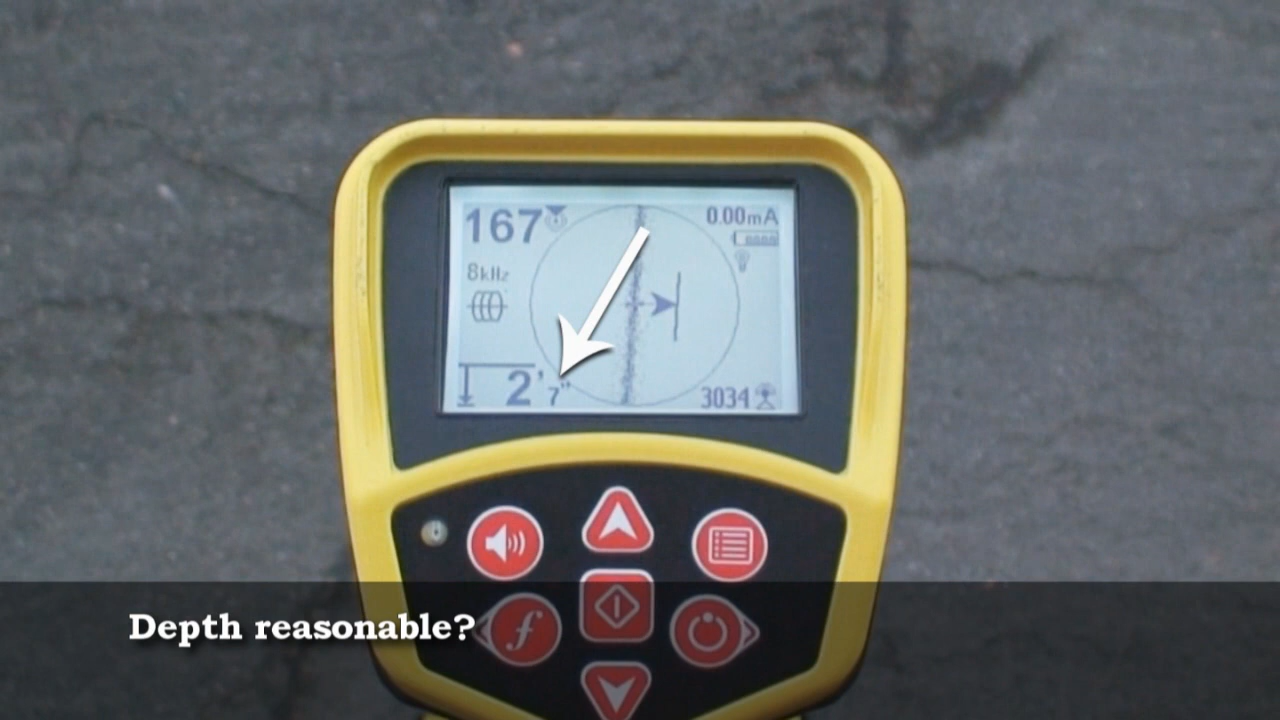 167
0.00mA
8kHz
2' 7"
3034
f
Depth reasonable?